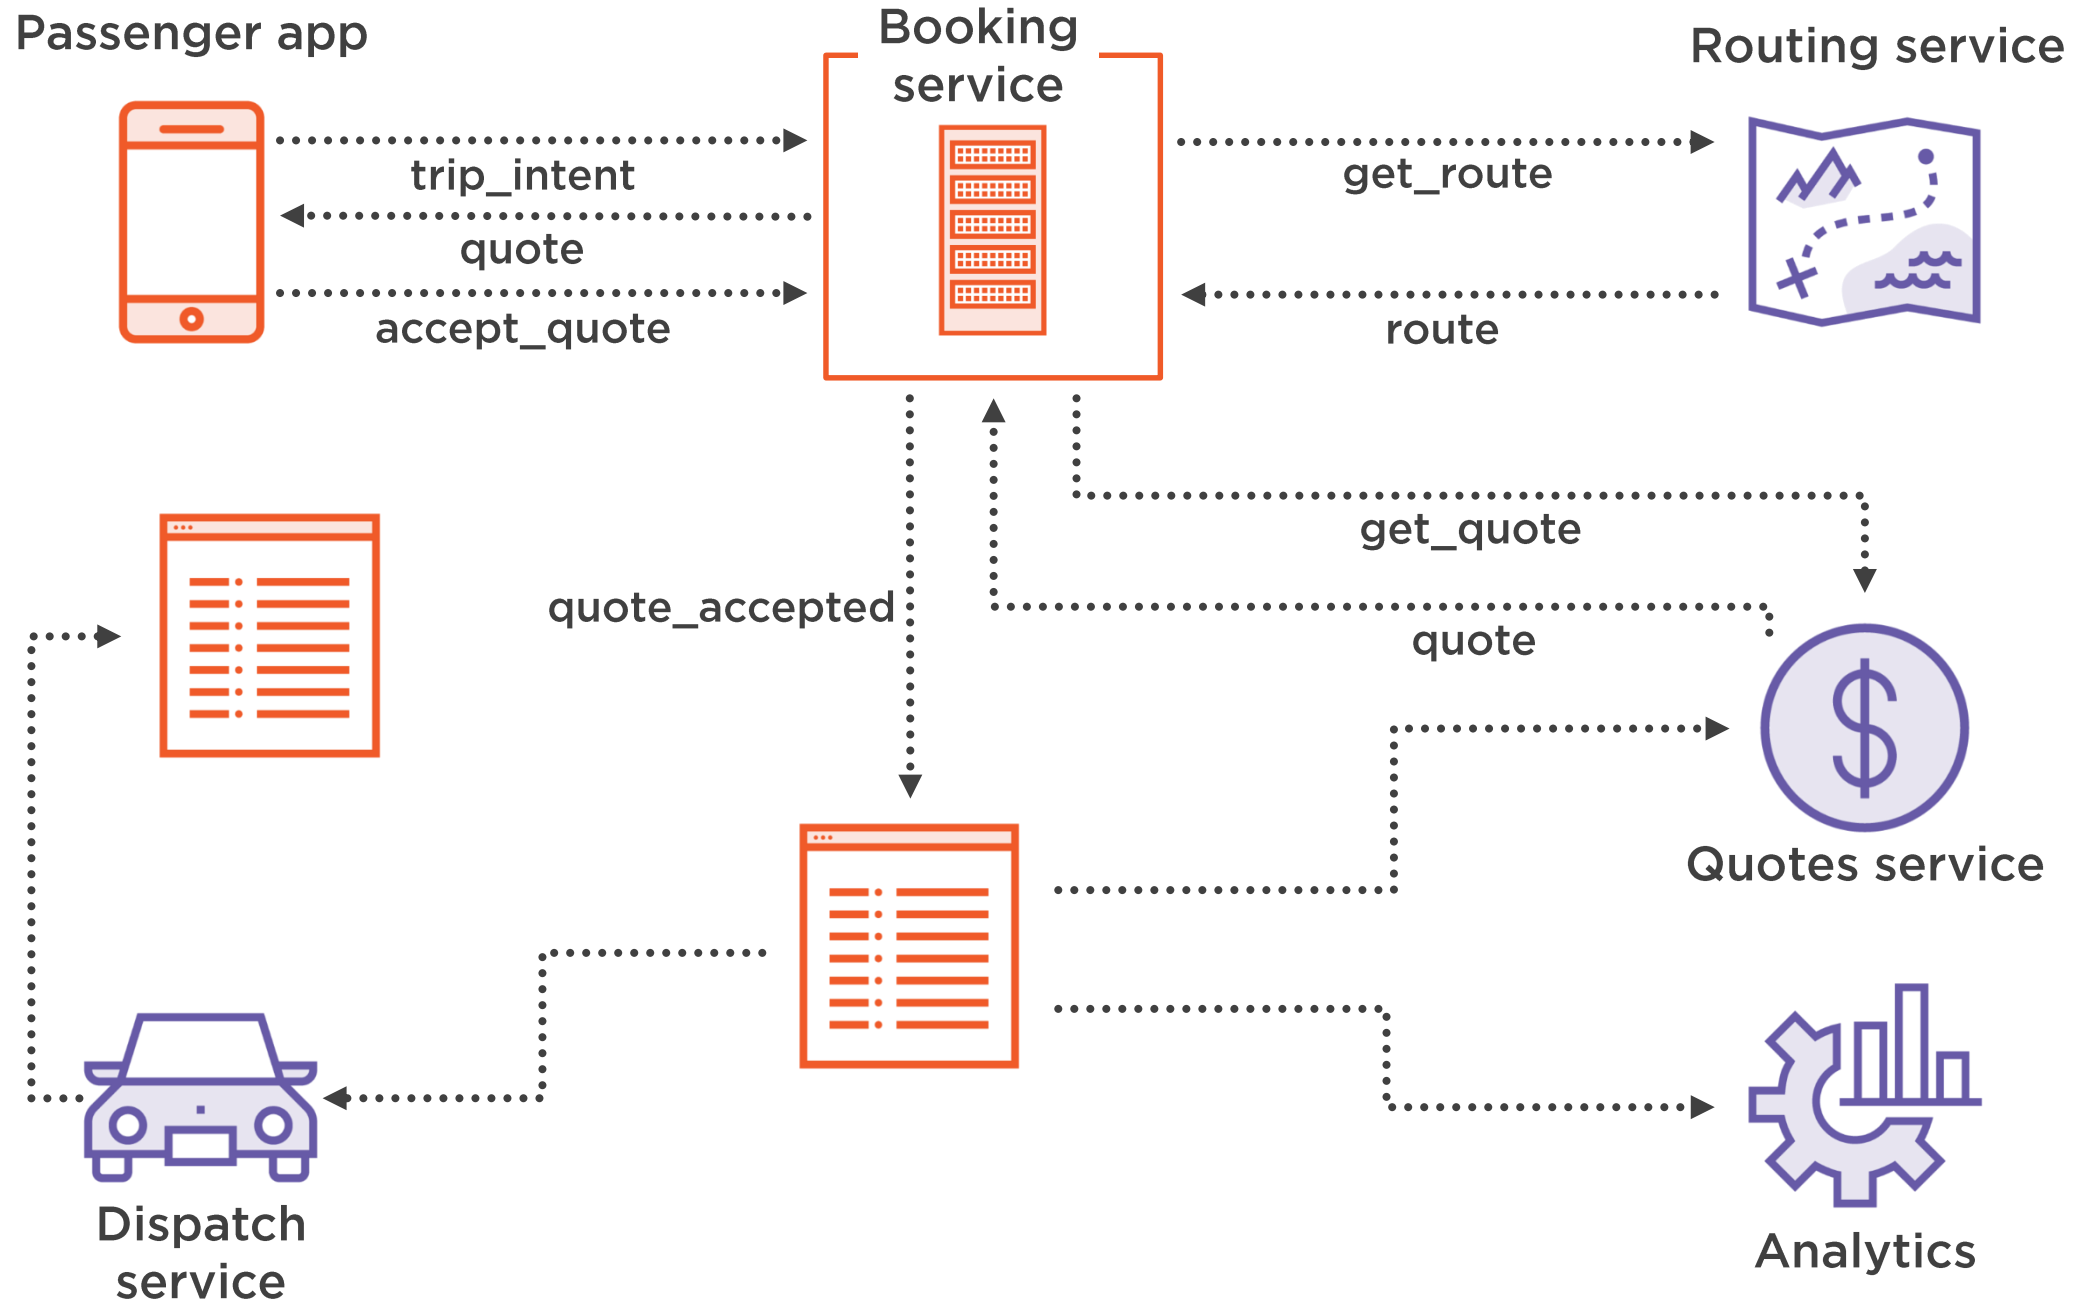 Passenger app
Booking
service
Routing service
trip_intent
get_route
quote
accept_quote
route
get_quote
quote_accepted
quote
Quotes service
Dispatch
service
Analytics